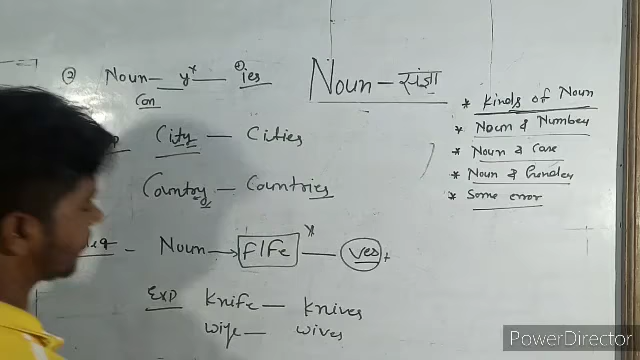 ② Noun — y* — ⊕ies
Con
City — Cities
Country — Countries
Noun → f/fe — ves
Exp Knife — Knives
wife — wives
Noun - संज्ञा
* Kinds of Noun
* Noun & Number
* Noun & Case
* Noun & Gender
* Some error
PowerDirector